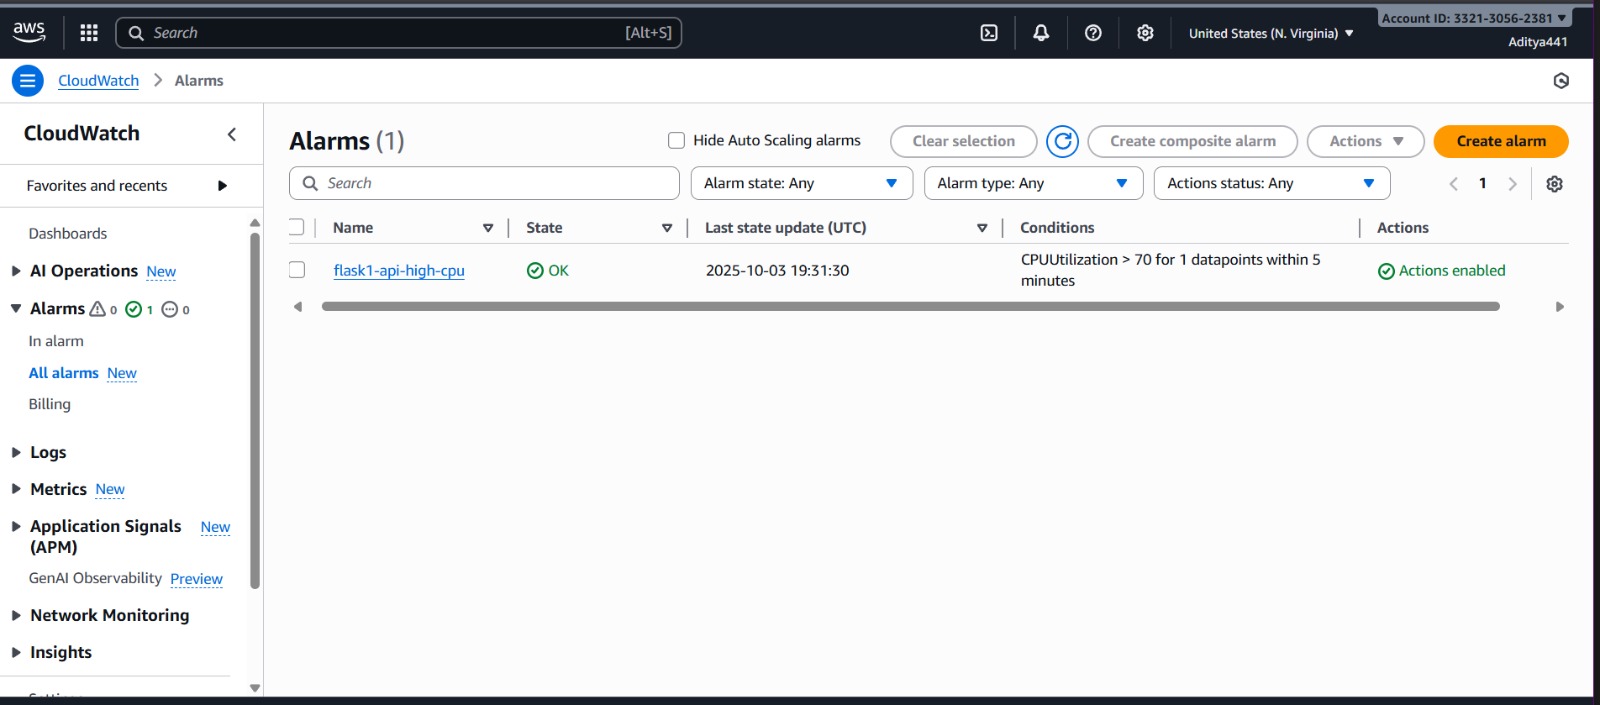 aws
Search
[Alt+S]
United States (N. Virginia)
Account ID: 3321-3056-2381
Aditya441
CloudWatch
Alarms
CloudWatch
Favorites and recents
Dashboards
AI Operations New
Alarms 0 1 0
In alarm
All alarms New
Billing
Logs
Metrics New
Application Signals New
(APM)
GenAI Observability Preview
Network Monitoring
Insights
Alarms (1)
Hide Auto Scaling alarms
Clear selection
Create composite alarm
Actions
Create alarm
Search
Alarm state: Any
Alarm type: Any
Actions status: Any
1
Name
State
Last state update (UTC)
Conditions
Actions
flask1-api-high-cpu
OK
2025-10-03 19:31:30
CPUUtilization > 70 for 1 datapoints within 5
minutes
Actions enabled